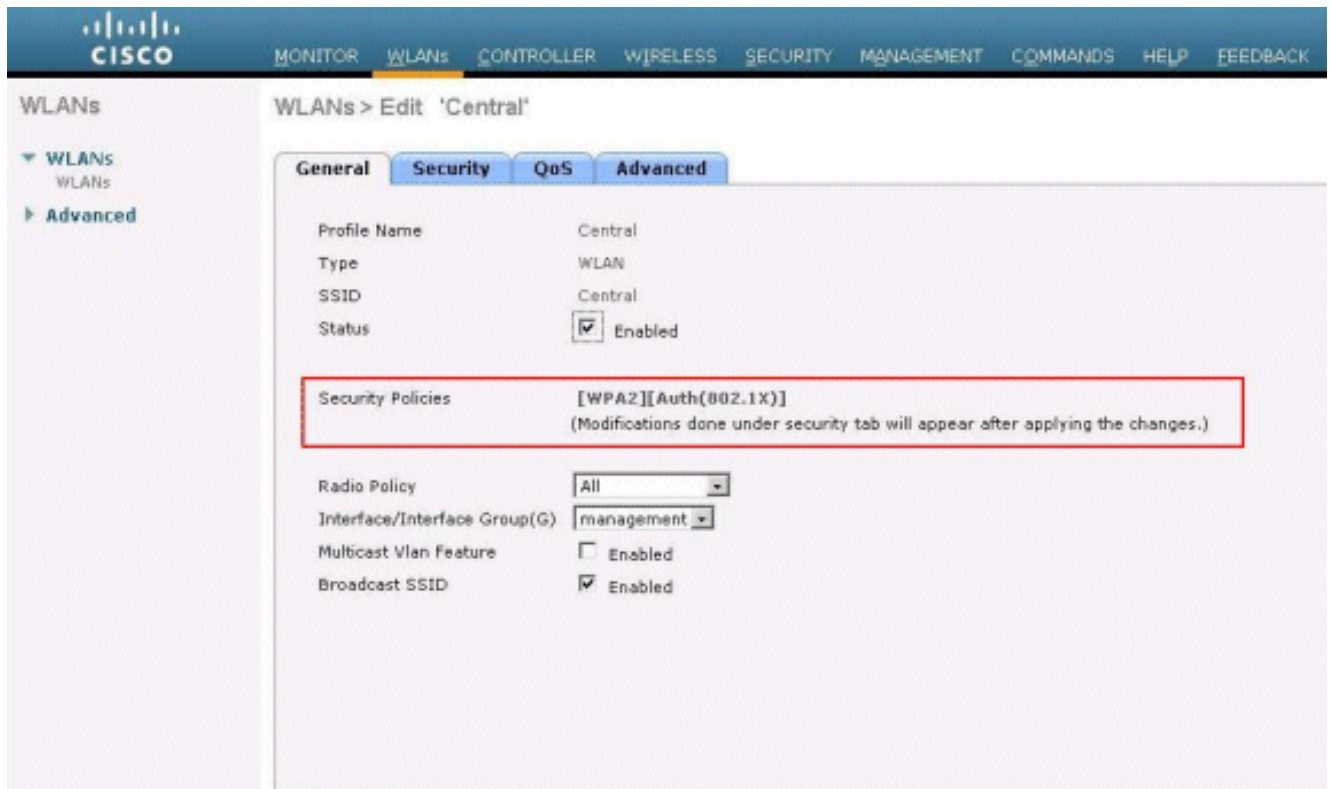 CISCO
MONITOR WLANs CONTROLLER WIRELESS SECURITY MANAGEMENT COMMANDS HELP FEEDBACK
WLANs
WLANs
WLANs
Advanced
WLANs > Edit 'Central'
General Security QoS Advanced
Profile Name Central
Type WLAN
SSID Central
Status Enabled
Security Policies [WPA2][Auth(802.1X)]
(Modifications done under security tab will appear after applying the changes.)
Radio Policy All
Interface/Interface Group(G) management
Multicast Vlan Feature Enabled
Broadcast SSID Enabled